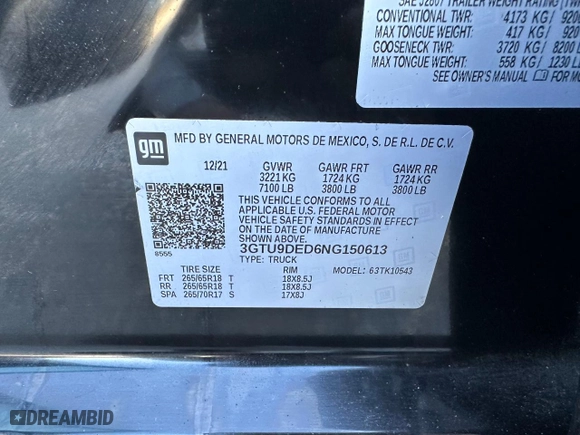 SAE J2807 TRAILER WEIGHT RATING (TWR
CONVENTIONAL TWR: 4173 KG / 920
MAX TONGUE WEIGHT: 417 KG / 920
GOOSENECK TWR: 3720 KG / 8200
MAX TONGUE WEIGHT: 558 KG / 1230 LB
SEE OWNER'S MANUAL FOR MO
gm
MFD BY GENERAL MOTORS DE MEXICO, S. DE R.L. DE C.V.
12/21 GVWR GAWR FRT GAWR RR
3221 KG 1724 KG 1724 KG
7100 LB 3800 LB 3800 LB
THIS VEHICLE CONFORMS TO ALL
APPLICABLE U.S. FEDERAL MOTOR
VEHICLE SAFETY STANDARDS IN EFFECT
ON THE DATE OF MANUFACTURE
SHOWN ABOVE.
8555 3GTU9DED6NG150613
TYPE: TRUCK
TIRE SIZE RIM MODEL: 63TK10543
FRT 265/65R18 T 18X8.5J
RR 265/65R18 T 18X8.5J
SPA 265/70R17 S 17X8J
DREAMBID